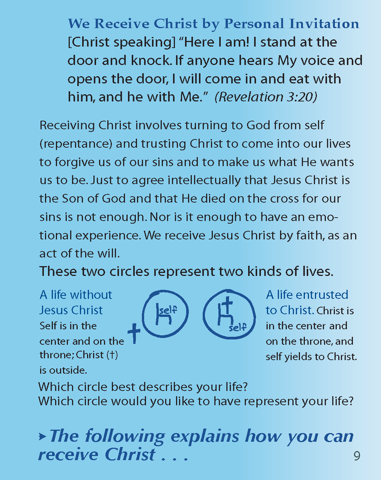 We Receive Christ by Personal Invitation
[Christ speaking] “Here I am! I stand at the
door and knock. If anyone hears My voice and
opens the door, I will come in and eat with
him, and he with Me.” (Revelation 3:20)
Receiving Christ involves turning to God from self
(repentance) and trusting Christ to come into our lives
to forgive us of our sins and to make us what He wants
us to be. Just to agree intellectually that Jesus Christ is
the Son of God and that He died on the cross for our
sins is not enough. Nor is it enough to have an emo-
tional experience. We receive Jesus Christ by faith, as an
act of the will.
These two circles represent two kinds of lives.
A life without
Jesus Christ
Self is in the
center and on the
throne; Christ (†)
is outside.
self
self
A life entrusted
to Christ. Christ is
in the center and
on the throne, and
self yields to Christ.
Which circle best describes your life?
Which circle would you like to have represent your life?
➤The following explains how you can
receive Christ . . .
9